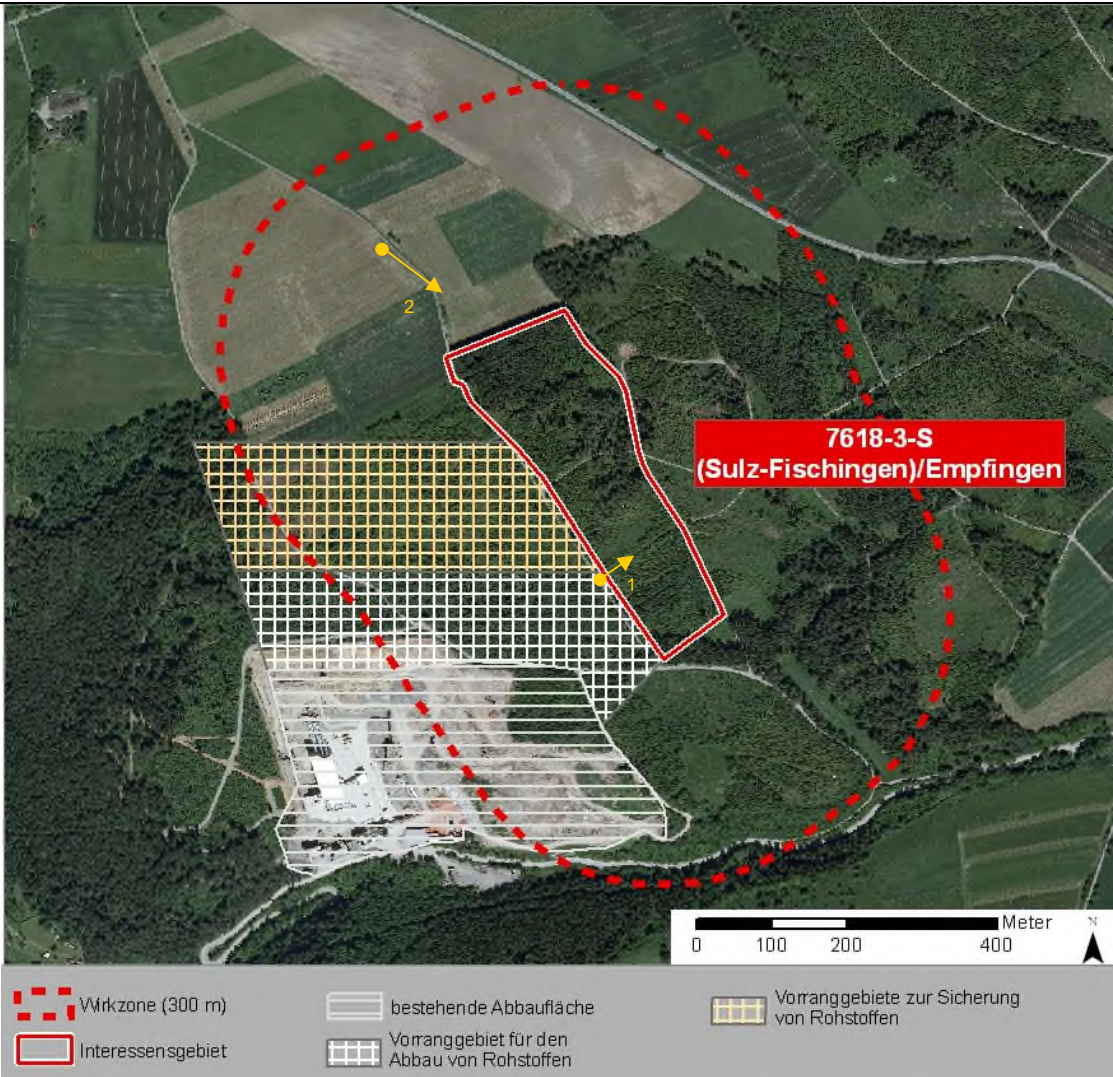 2
7618-3-S
(Sulz-Fischingen)/Empfingen
1
Meter
0 100 200 400
N
Wirkzone (300 m)
Interessensgebiet
bestehende Abbaufläche
Vorranggebiet für den
Abbau von Rohstoffen
Vorranggebiete zur Sicherung
von Rohstoffen